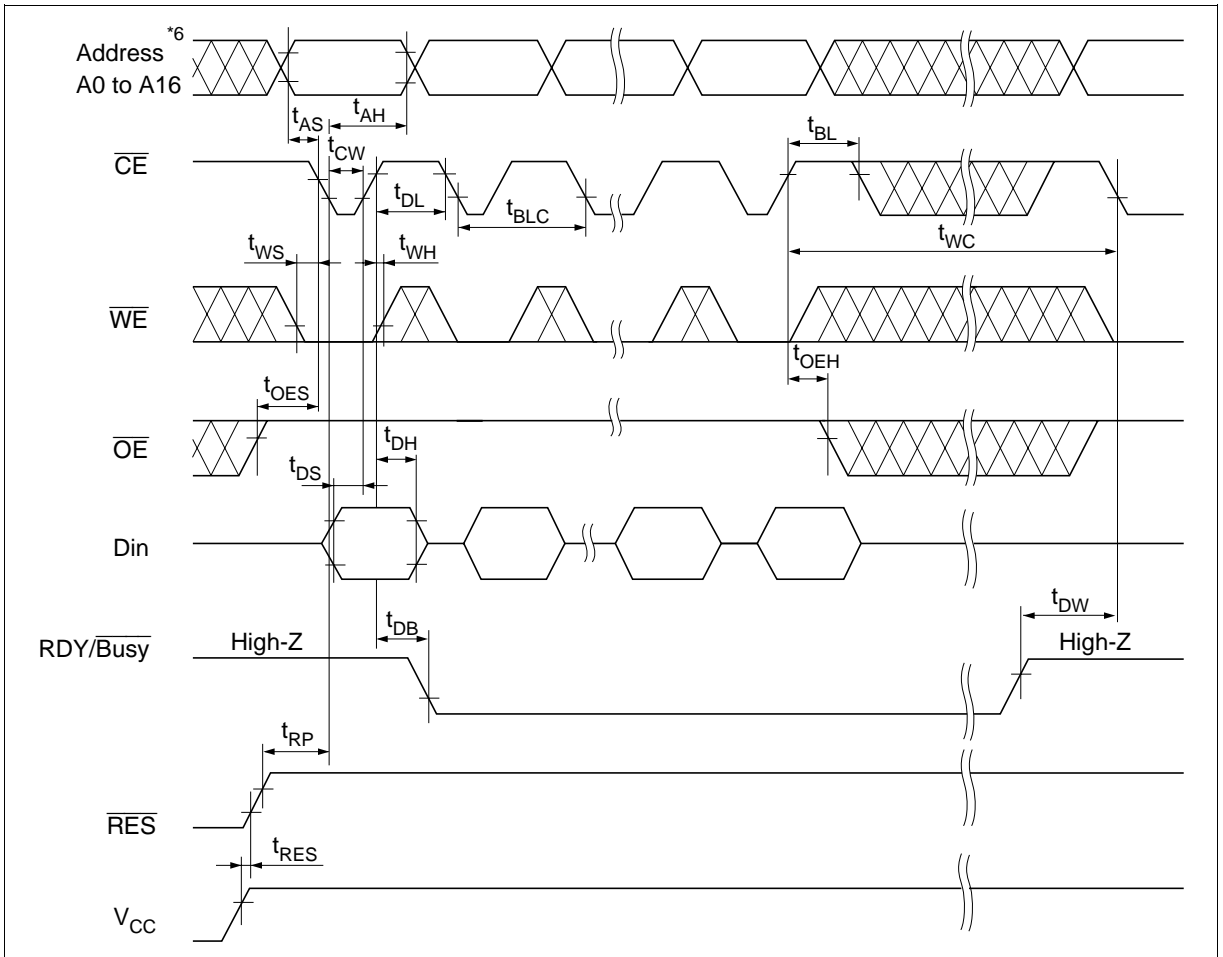 Address *6
A0 to A16
tAS
tAH
tCW
tBL
CE
tDL
tBLC
tWC
tWS
tWH
WE
tOEH
tOES
OE
tDH
tDS
Din
tDB
tDW
RDY/Busy
High-Z
High-Z
tRP
RES
tRES
VCC